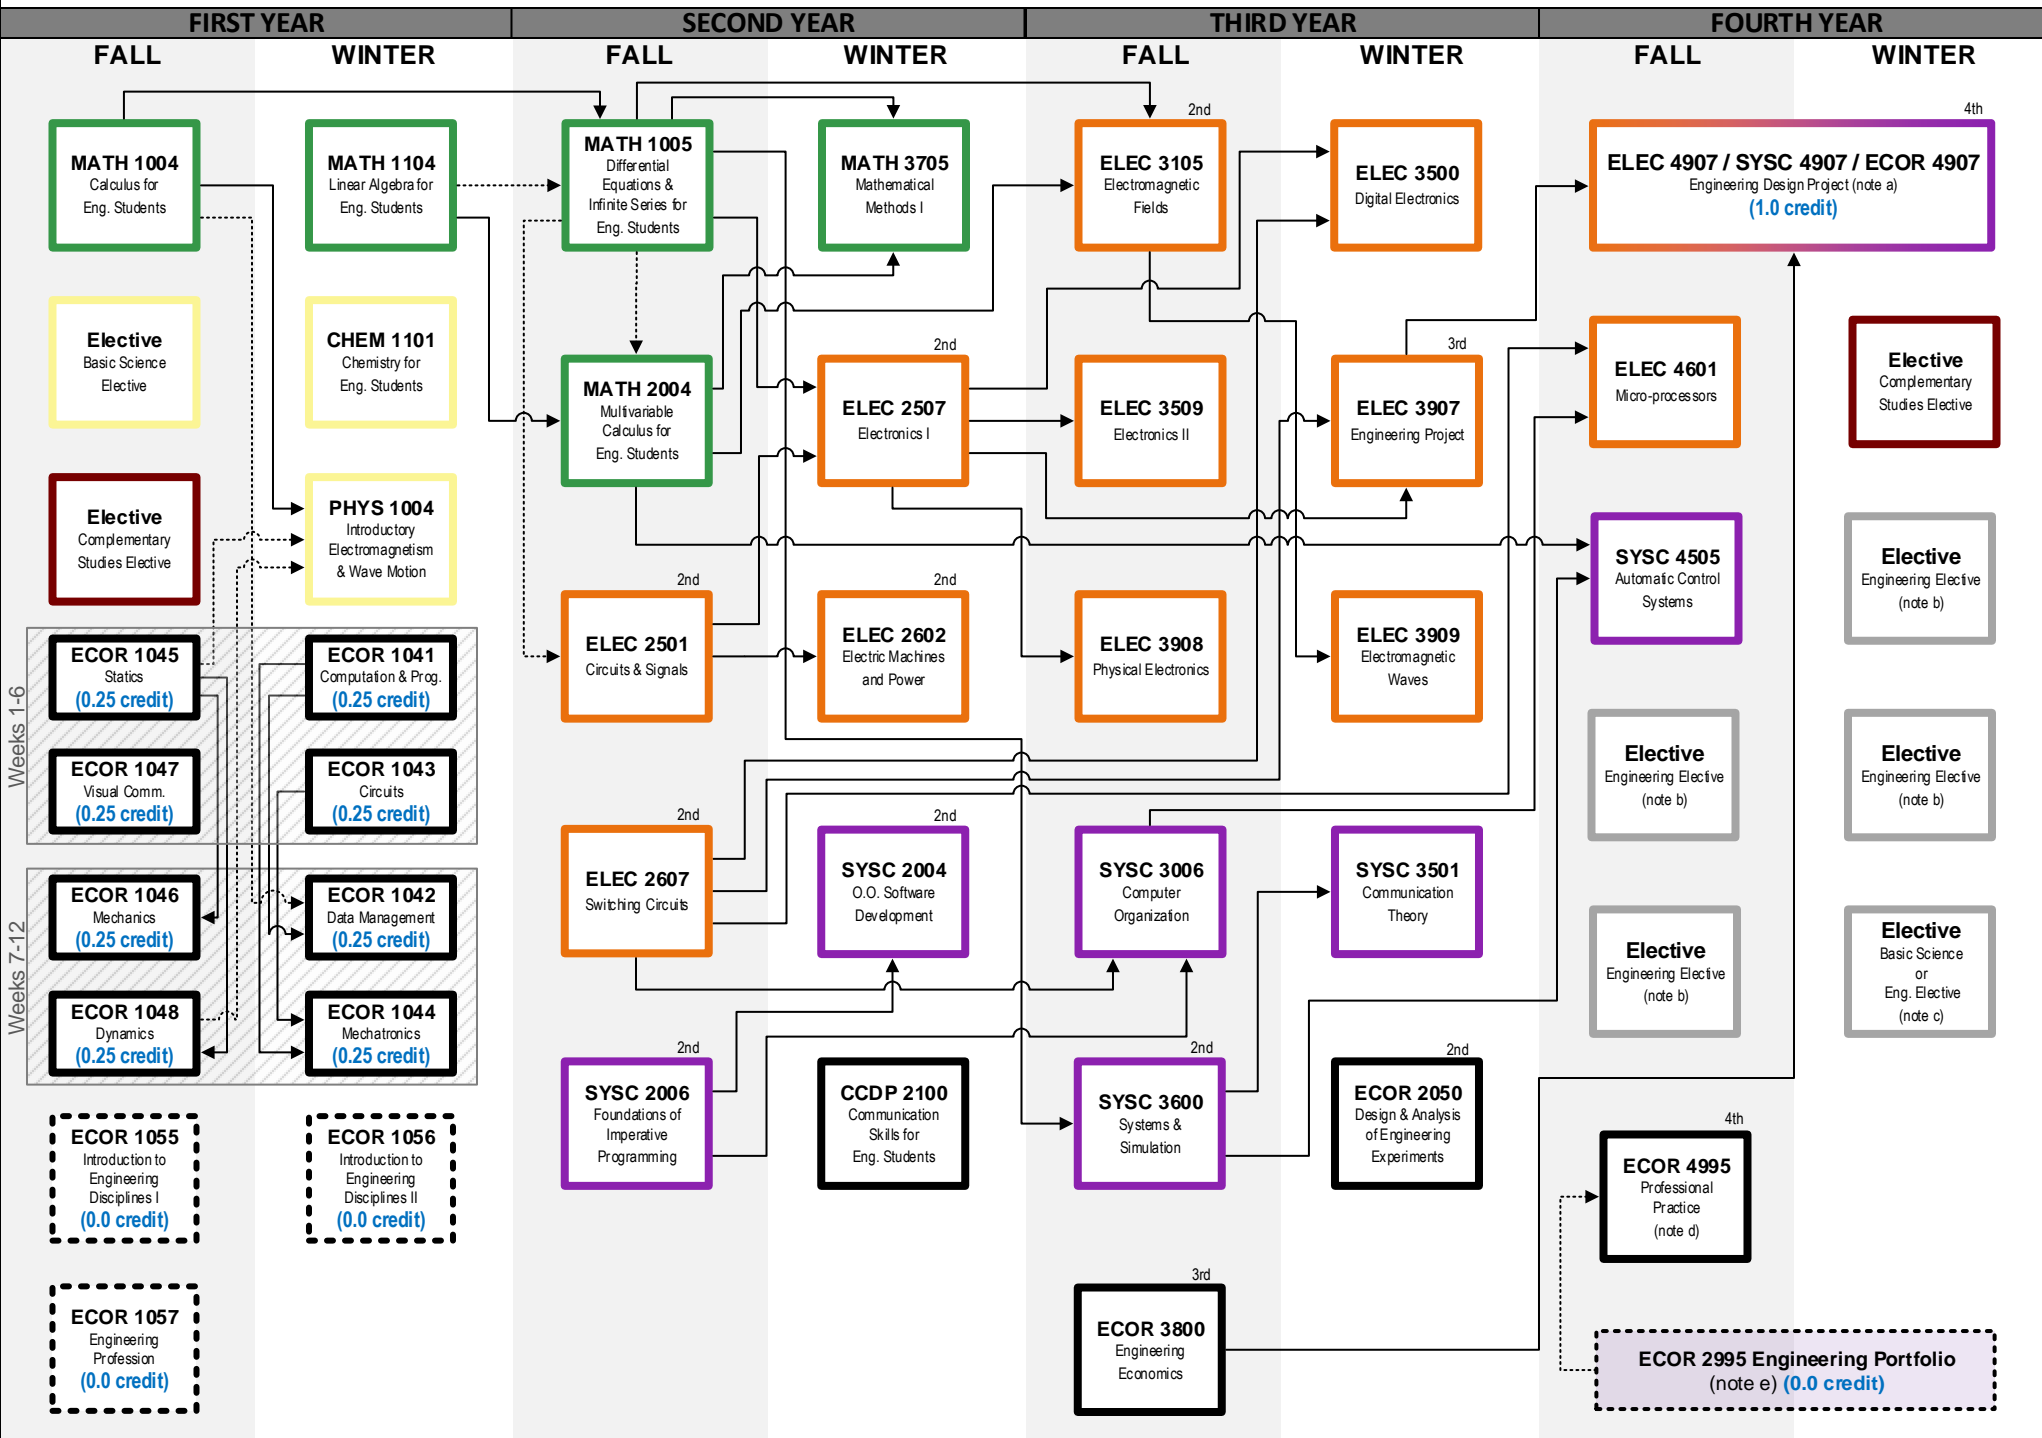 FIRST YEAR
SECOND YEAR
THIRD YEAR
FOURTH YEAR
FALL
WINTER
FALL
WINTER
FALL
WINTER
FALL
WINTER
MATH 1004
Calculus for
Eng. Students
Elective
Basic Science
Elective
Elective
Complementary
Studies Elective
Weeks 1-6
ECOR 1045
Statics
(0.25 credit)
ECOR 1047
Visual Comm.
(0.25 credit)
Weeks 7-12
ECOR 1046
Mechanics
(0.25 credit)
ECOR 1048
Dynamics
(0.25 credit)
ECOR 1055
Introduction to
Engineering
Disciplines I
(0.0 credit)
ECOR 1057
Engineering
Profession
(0.0 credit)
MATH 1104
Linear Algebra for
Eng. Students
CHEM 1101
Chemistry for
Eng. Students
PHYS 1004
Introductory
Electromagnetism
& Wave Motion
ECOR 1041
Computation & Prog.
(0.25 credit)
ECOR 1043
Circuits
(0.25 credit)
ECOR 1042
Data Management
(0.25 credit)
ECOR 1044
Mechatronics
(0.25 credit)
ECOR 1056
Introduction to
Engineering
Disciplines II
(0.0 credit)
MATH 1005
Differential
Equations &
Infinite Series for
Eng. Students
MATH 2004
Multivariable
Calculus for
Eng. Students
2nd
ELEC 2501
Circuits & Signals
2nd
ELEC 2607
Switching Circuits
2nd
SYSC 2006
Foundations of
Imperative
Programming
MATH 3705
Mathematical
Methods I
2nd
ELEC 2507
Electronics I
2nd
ELEC 2602
Electric Machines
and Power
2nd
SYSC 2004
O.O. Software
Development
CCDP 2100
Communication
Skills for
Eng. Students
2nd
ELEC 3105
Electromagnetic
Fields
ELEC 3509
Electronics II
ELEC 3908
Physical Electronics
SYSC 3006
Computer
Organization
2nd
SYSC 3600
Systems &
Simulation
3rd
ECOR 3800
Engineering
Economics
ELEC 3500
Digital Electronics
3rd
ELEC 3907
Engineering Project
ELEC 3909
Electromagnetic
Waves
SYSC 3501
Communication
Theory
2nd
ECOR 2050
Design & Analysis
of Engineering
Experiments
4th
ELEC 4907 / SYSC 4907 / ECOR 4907
Engineering Design Project (note a)
(1.0 credit)
ELEC 4601
Micro-processors
SYSC 4505
Automatic Control
Systems
Elective
Engineering Elective
(note b)
Elective
Engineering Elective
(note b)
4th
ECOR 4995
Professional
Practice
(note d)
Elective
Complementary
Studies Elective
Elective
Engineering Elective
(note b)
Elective
Engineering Elective
(note b)
Elective
Basic Science
or
Eng. Elective
(note c)
ECOR 2995 Engineering Portfolio
(note e) (0.0 credit)